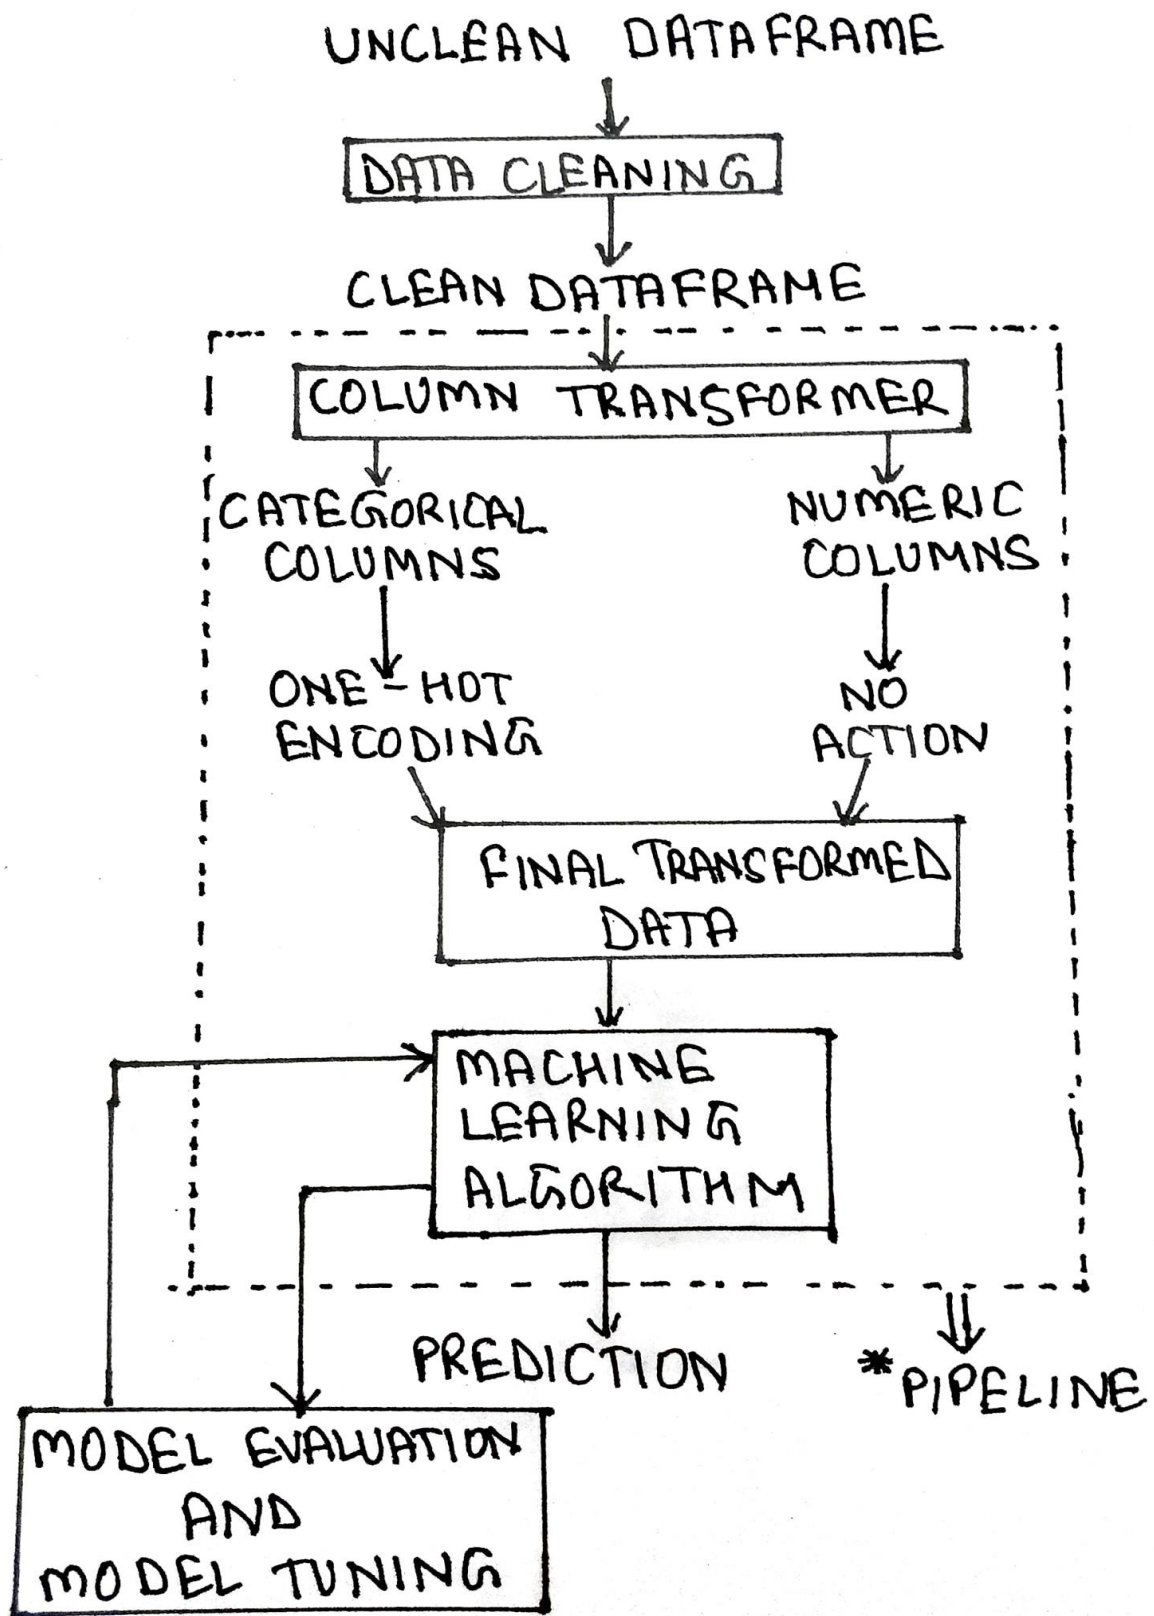 UNCLEAN DATAFRAME
DATA CLEANING
CLEAN DATAFRAME
COLUMN TRANSFORMER
CATEGORICAL
COLUMNS
NUMERIC
COLUMNS
ONE-HOT
ENCODING
NO
ACTION
FINAL TRANSFORMED
DATA
MACHINE
LEARNING
ALGORITHM
PREDICTION
*PIPELINE
MODEL EVALUATION
AND
MODEL TUNING